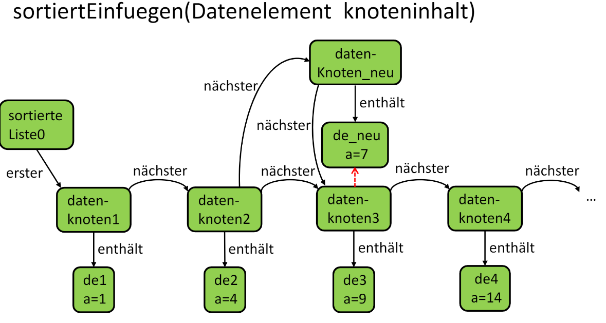 sortiertEinfuegen(Datenelement knoteninhalt)
daten-
Knoten_neu
nächster
enthält
sortierte
Liste0
nächster
de_neu
a=7
erster
nächster
nächster
nächster
nächster
daten-
knoten1
daten-
knoten2
daten-
knoten3
daten-
knoten4
...
enthält
enthält
enthält
enthält
de1
a=1
de2
a=4
de3
a=9
de4
a=14